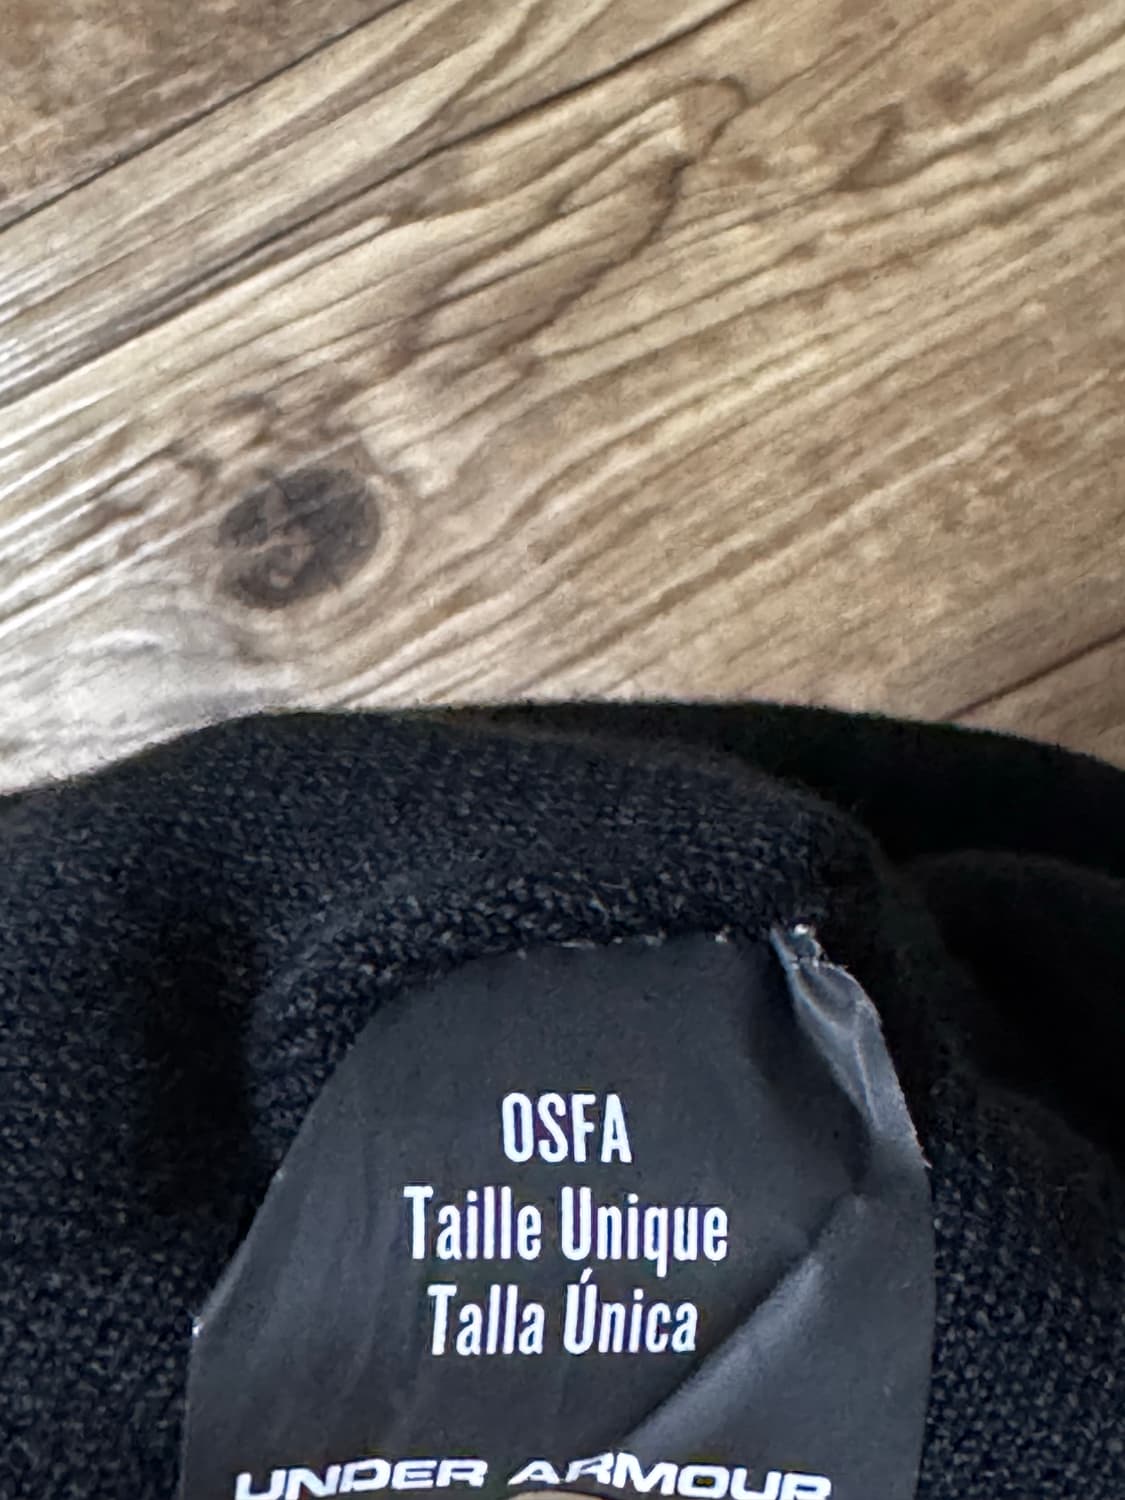 OSFA
Taille Unique
Talla Única
UNDER ARMOUR